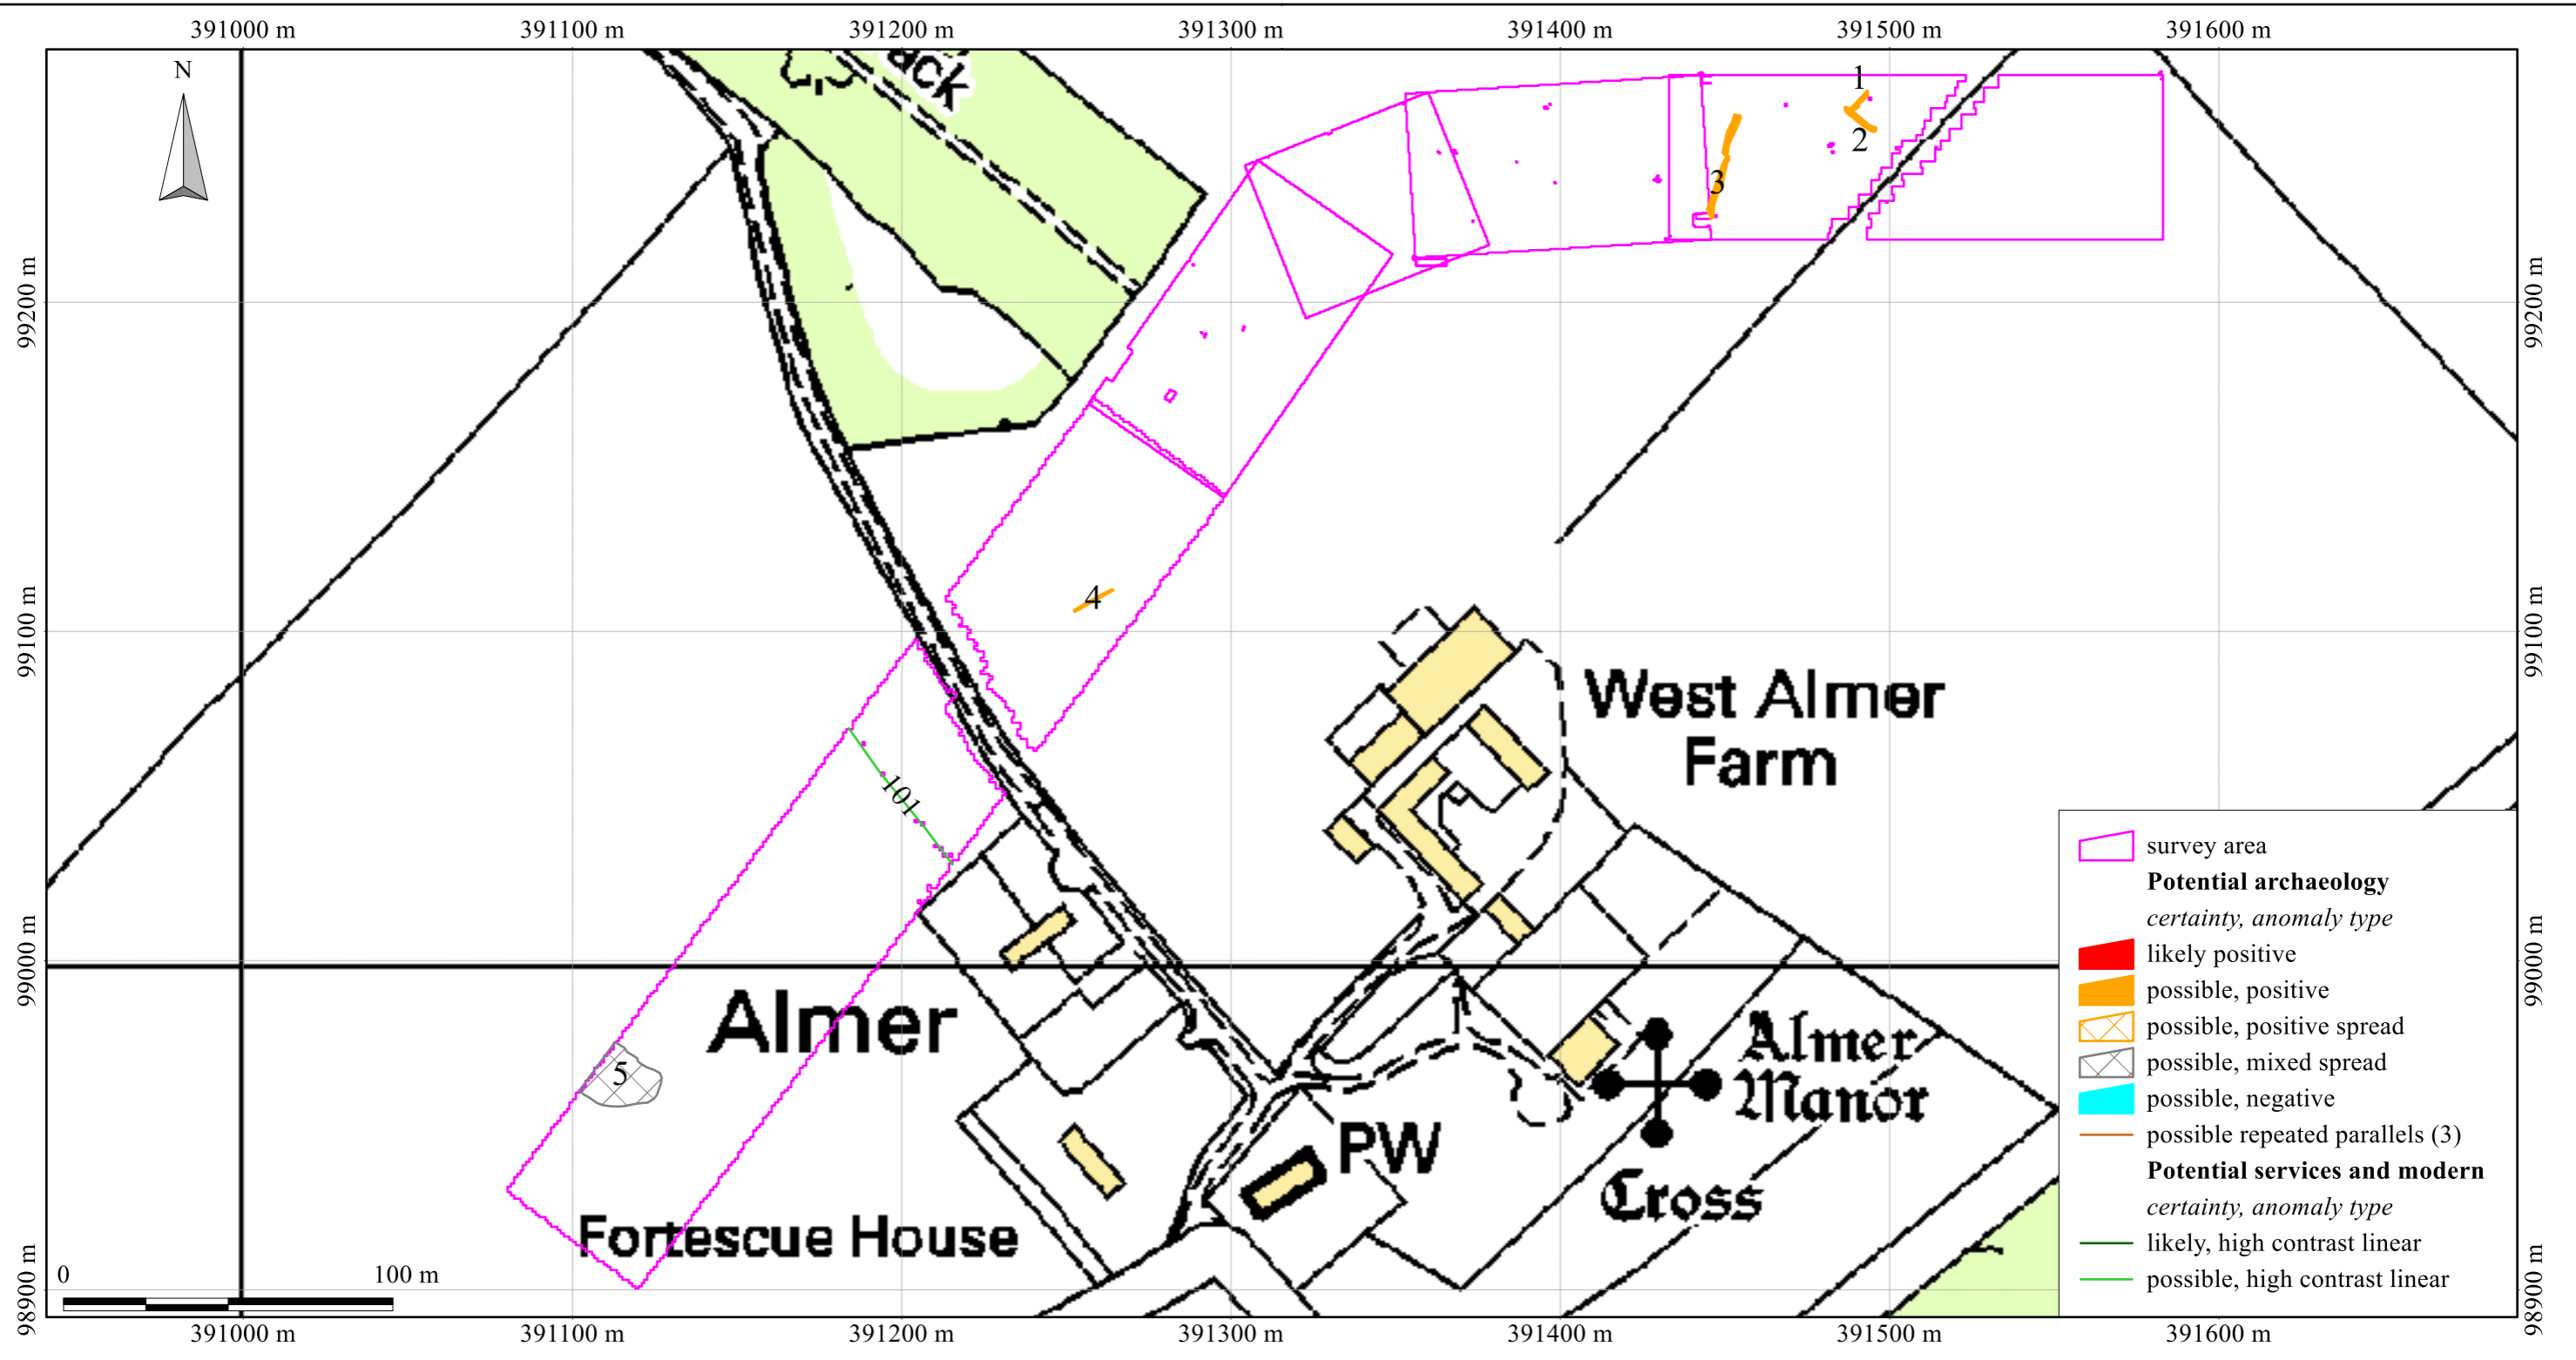 391000 m 391100 m 391200 m 391300 m 391400 m 391500 m 391600 m
N
ack
1
2
3
99200 m 99200 m
4
99100 m 99100 m
West Almer
Farm
101
99000 m 99000 m
Almer
5
Almer
Manor
PW
Cross
Fortescue House
survey area
Potential archaeology
certainty, anomaly type
likely positive
possible, positive
possible, positive spread
possible, mixed spread
possible, negative
possible repeated parallels (3)
Potential services and modern
certainty, anomaly type
likely, high contrast linear
possible, high contrast linear
0 100 m
98900 m 98900 m
391000 m 391100 m 391200 m 391300 m 391400 m 391500 m 391600 m